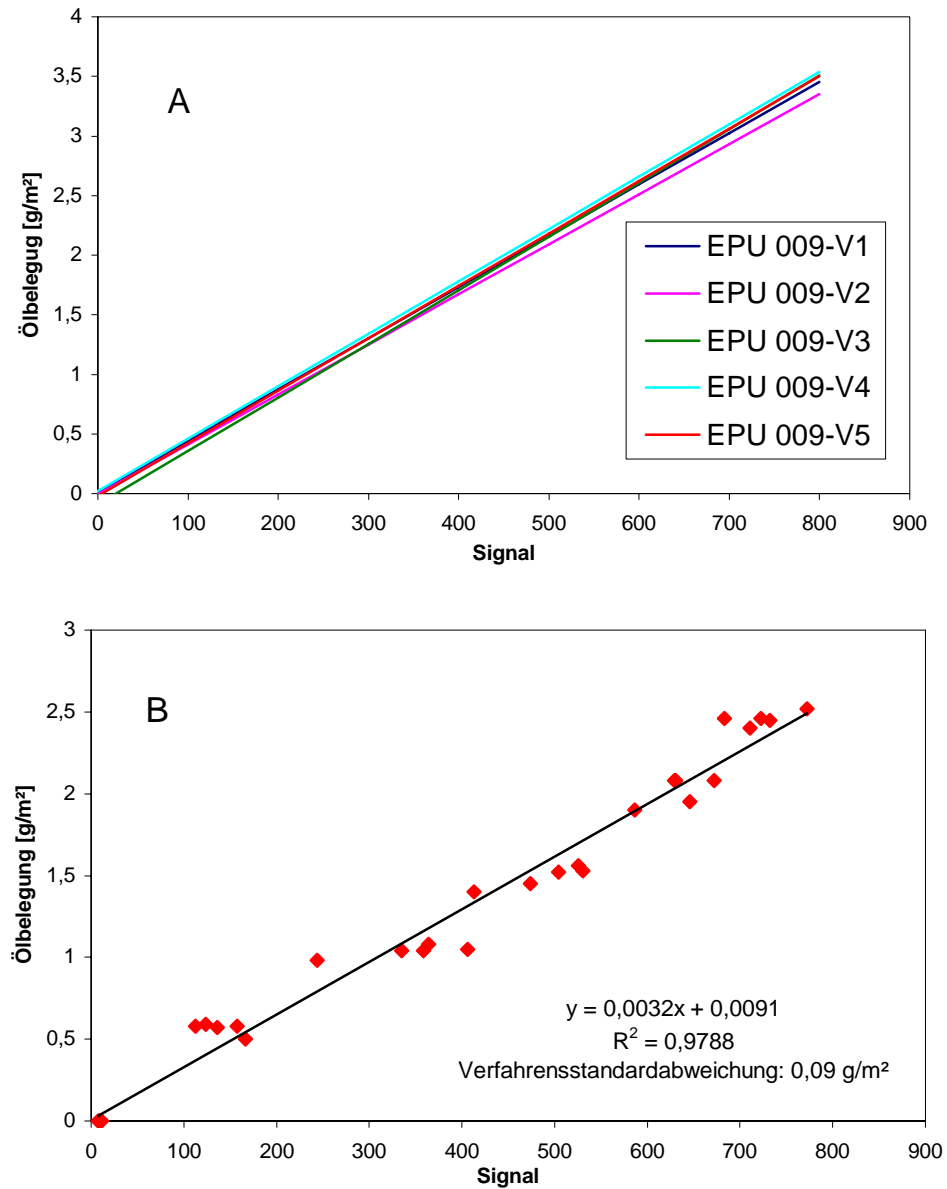 4
3,5
3
2,5
2
1,5
1
0,5
0
Ölbelegug [g/m²]
A
EPU 009-V1
EPU 009-V2
EPU 009-V3
EPU 009-V4
EPU 009-V5
0 100 200 300 400 500 600 700 800 900
Signal
3
2,5
2
1,5
1
0,5
0
Ölbelegung [g/m²]
B
y = 0,0032x + 0,0091
R² = 0,9788
Verfahrensstandardabweichung: 0,09 g/m²
0 100 200 300 400 500 600 700 800 900
Signal